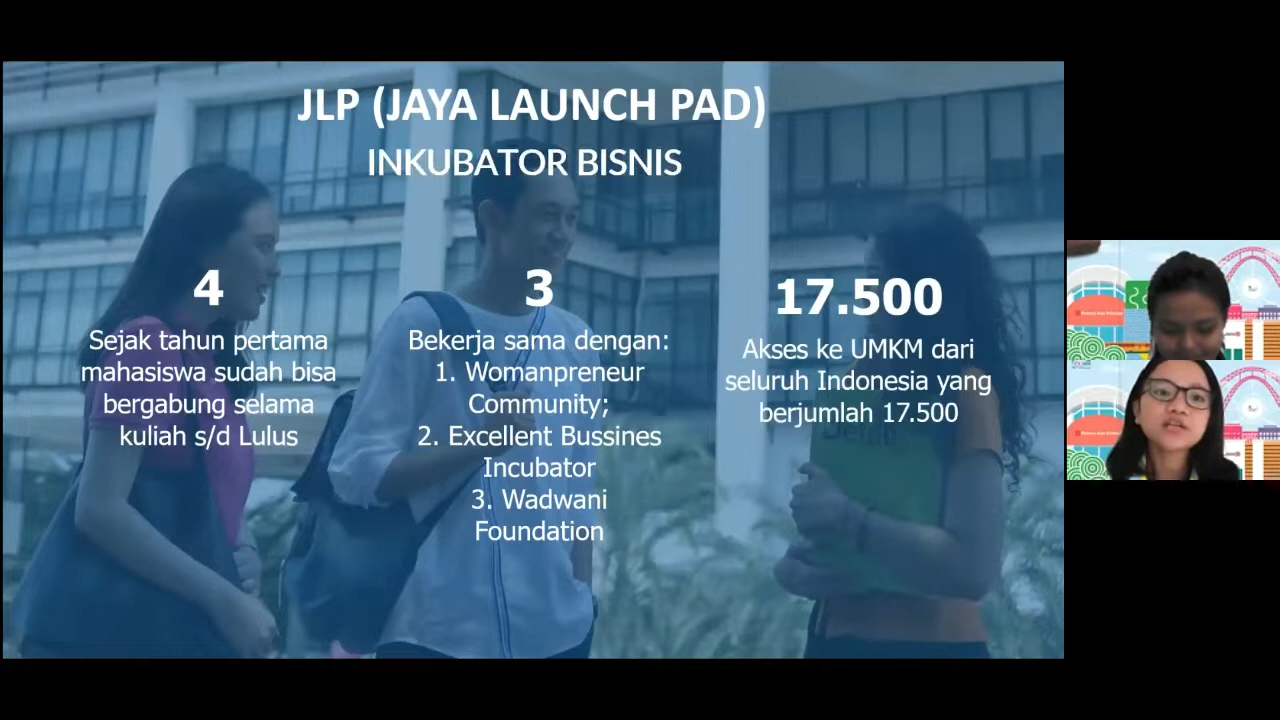 JLP (JAYA LAUNCH PAD)
INKUBATOR BISNIS
4
Sejak tahun pertama
mahasiswa sudah bisa
bergabung selama
kuliah s/d Lulus
3
Bekerja sama dengan:
1. Womanpreneur
Community;
2. Excellent Bussines
Incubator
3. Wadwani
Foundation
17.500
Akses ke UMKM dari
seluruh Indonesia yang
berjumlah 17.500